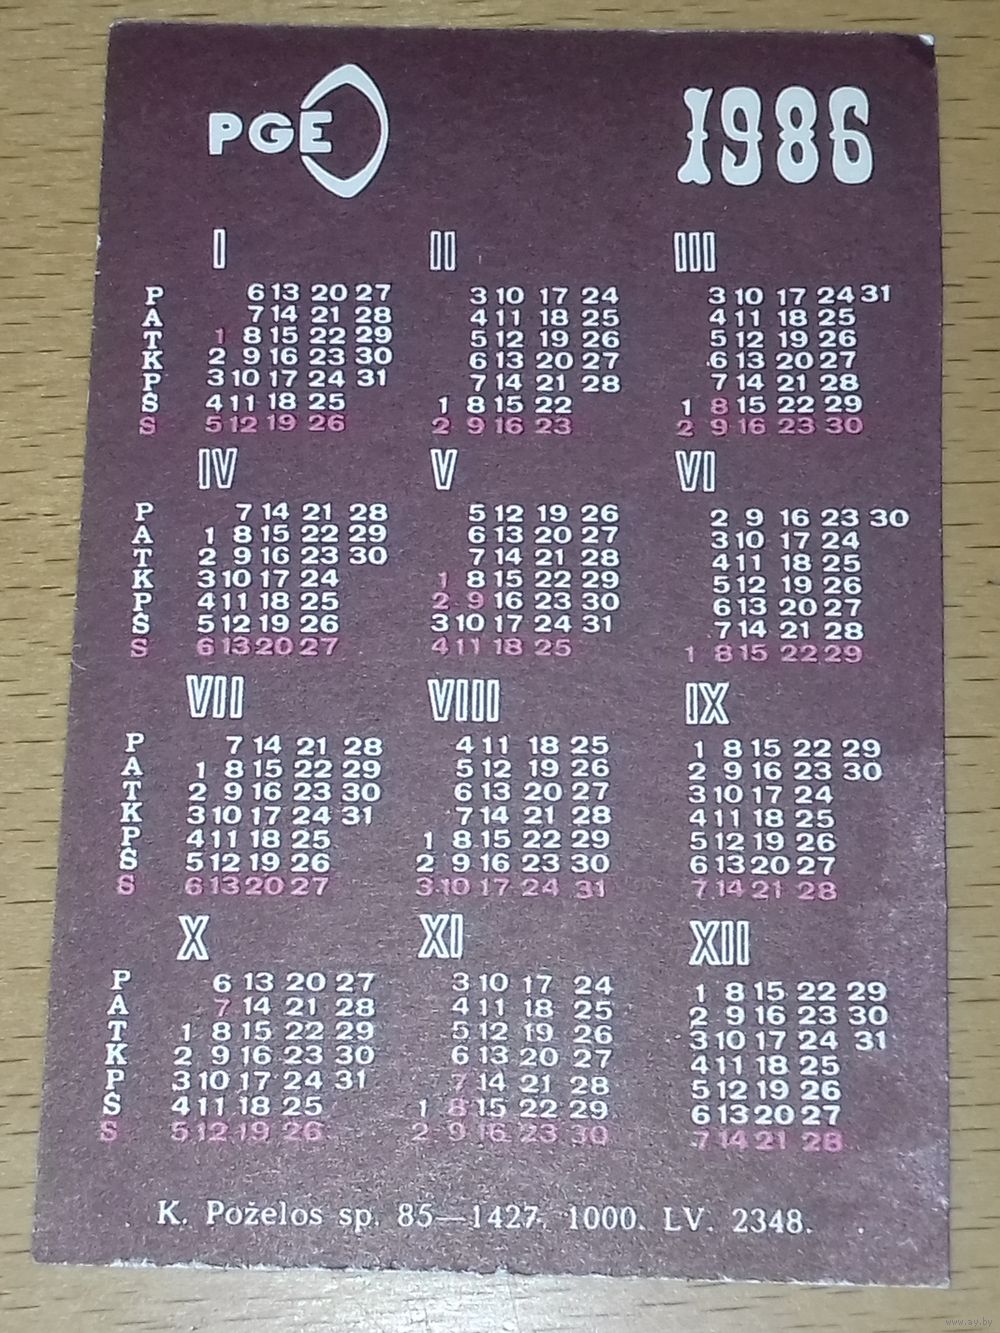 PGE 1986
I II III
P 6 13 20 27 3 10 17 24 3 10 17 24 31
A 7 14 21 28 4 11 18 25 4 11 18 25
T 1 8 15 22 29 5 12 19 26 5 12 19 26
K 2 9 16 23 30 6 13 20 27 6 13 20 27
P 3 10 17 24 31 7 14 21 28 7 14 21 28
Š 4 11 18 25 1 8 15 22 1 8 15 22 29
S 5 12 19 26 2 9 16 23 2 9 16 23 30
IV V VI
P 7 14 21 28 5 12 19 26 2 9 16 23 30
A 1 8 15 22 29 6 13 20 27 3 10 17 24
T 2 9 16 23 30 7 14 21 28 4 11 18 25
K 3 10 17 24 1 8 15 22 29 5 12 19 26
P 4 11 18 25 2 9 16 23 30 6 13 20 27
Š 5 12 19 26 3 10 17 24 31 7 14 21 28
S 6 13 20 27 4 11 18 25 1 8 15 22 29
VII VIII IX
P 7 14 21 28 4 11 18 25 1 8 15 22 29
A 1 8 15 22 29 5 12 19 26 2 9 16 23 30
T 2 9 16 23 30 6 13 20 27 3 10 17 24
K 3 10 17 24 31 7 14 21 28 4 11 18 25
P 4 11 18 25 1 8 15 22 29 5 12 19 26
Š 5 12 19 26 2 9 16 23 30 6 13 20 27
S 6 13 20 27 3 10 17 24 31 7 14 21 28
X XI XII
P 6 13 20 27 3 10 17 24 1 8 15 22 29
A 7 14 21 28 4 11 18 25 2 9 16 23 30
T 1 8 15 22 29 5 12 19 26 3 10 17 24 31
K 2 9 16 23 30 6 13 20 27 4 11 18 25
P 3 10 17 24 31 7 14 21 28 5 12 19 26
Š 4 11 18 25 1 8 15 22 29 6 13 20 27
S 5 12 19 26 2 9 16 23 30 7 14 21 28
K. Poželos sp. 85—1427. 1000. LV. 2348.
www.ay.by